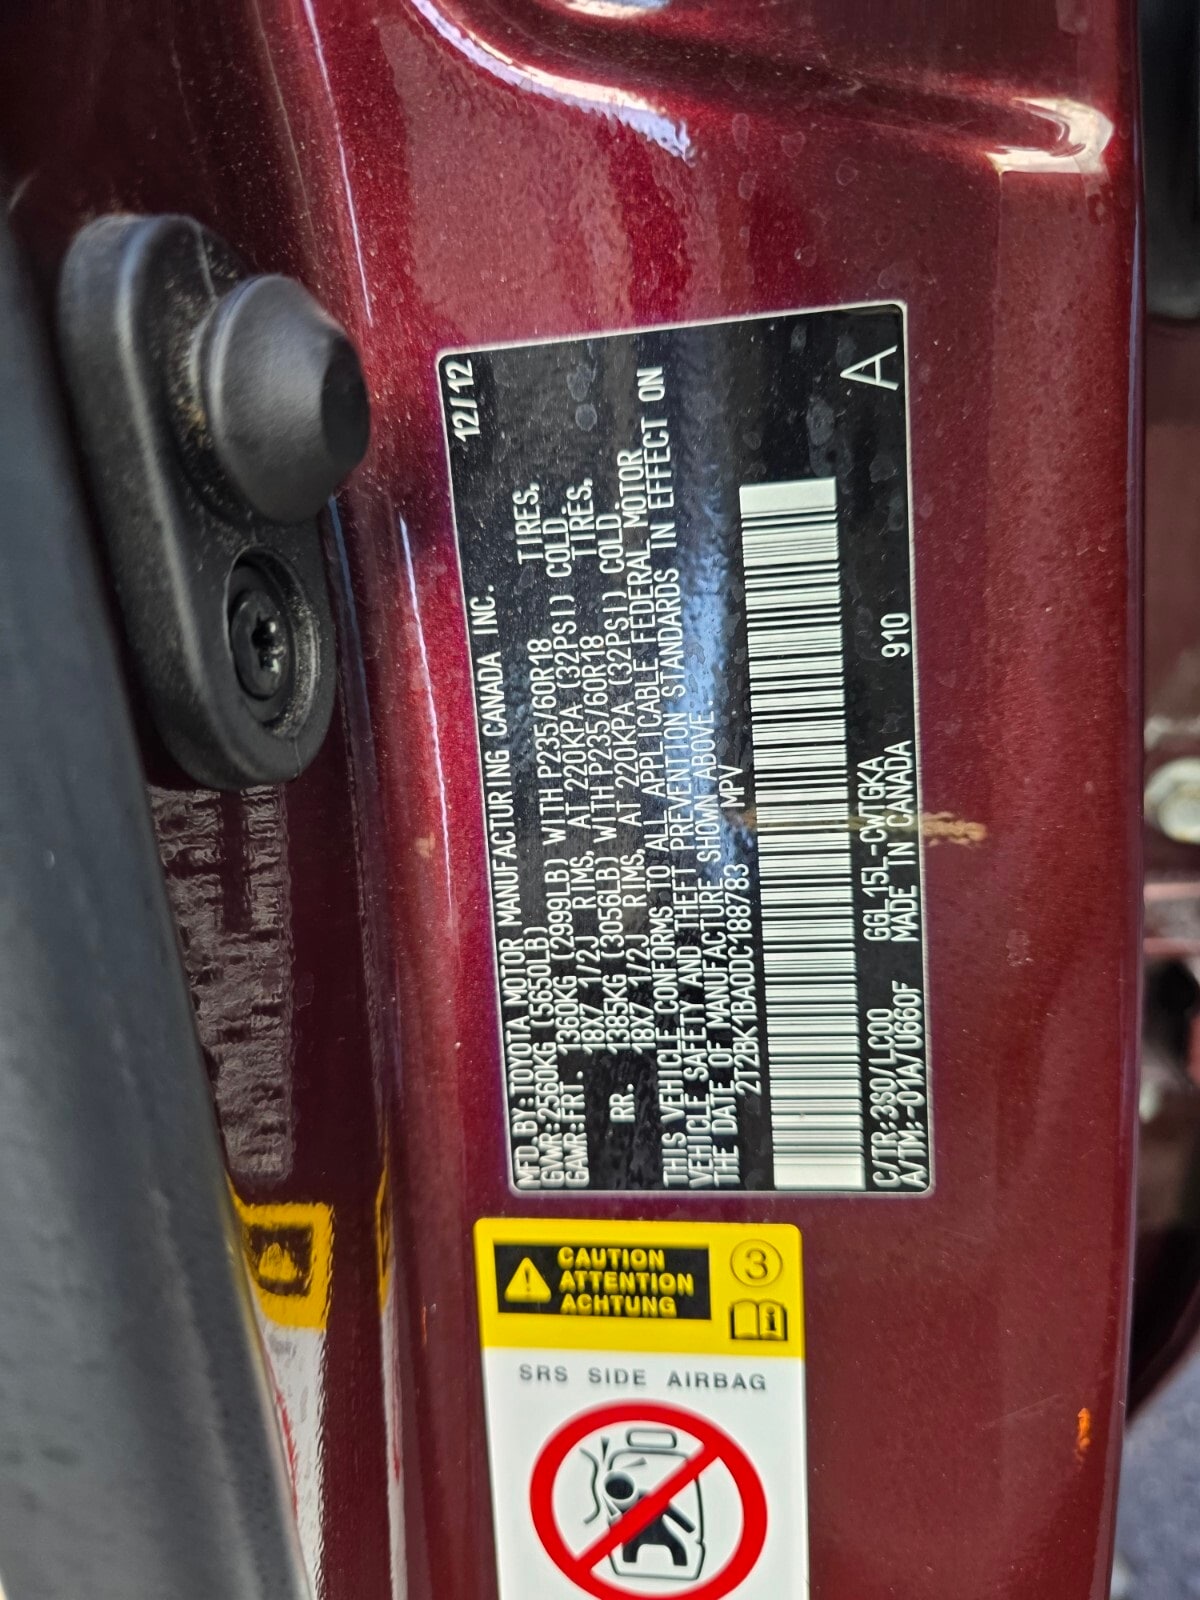 12/12
MFD.BY:TOYOTA MOTOR MANUFACTURING CANADA INC.
GVWR:2560KG (5650LB)
GAWR:FRT. 1360KG (2999LB) WITH P235/60R18 TIRES,
18X7 1/2J RIMS, AT 220KPA (32PSI) COLD.
RR. 1385KG (3056LB) WITH P235/60R18 TIRES,
18X7 1/2J RIMS, AT 220KPA (32PSI) COLD
THIS VEHICLE CONFORMS TO ALL APPLICABLE FEDERAL MOTOR
VEHICLE SAFETY AND THEFT PREVENTION STANDARDS IN EFFECT ON
THE DATE OF MANUFACTURE SHOWN ABOVE.
2T2BK1BA0DC188783 MPV
C/TR:3S0/LC00 GGL15L-CWTGKA A
A/TM:-01A/U660F MADE IN CANADA 910
CAUTION
ATTENTION
ACHTUNG
3
i
SRS SIDE AIRBAG